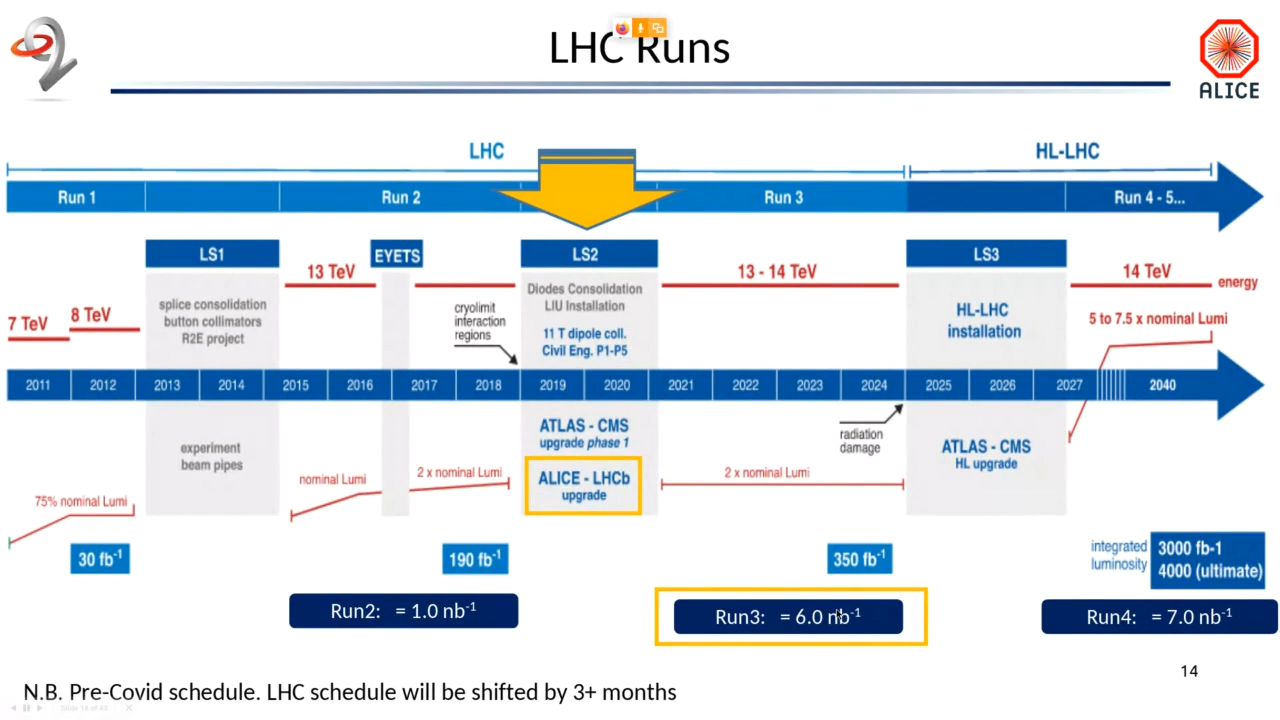 LHC Runs
ALICE
LHC
HL-LHC
Run 1
Run 2
Run 3
Run 4 - 5...
LS1
EYETS
LS2
LS3
13 TeV
13 - 14 TeV
14 TeV
energy
7 TeV
8 TeV
splice consolidation
button collimators
R2E project
cryolimit
interaction
regions
Diodes Consolidation
LIU Installation
11 T dipole coll.
Civil Eng. P1-P5
HL-LHC
installation
5 to 7.5 x nominal Lumi
2011 2012 2013 2014 2015 2016 2017 2018 2019 2020 2021 2022 2023 2024 2025 2026 2027 2040
experiment
beam pipes
ATLAS - CMS
upgrade phase 1
ALICE - LHCb
upgrade
radiation
damage
ATLAS - CMS
HL upgrade
75% nominal Lumi
nominal Lumi
2 x nominal Lumi
2 x nominal Lumi
30 fb-1
190 fb-1
350 fb-1
integrated
luminosity
3000 fb-1
4000 (ultimate)
Run2: = 1.0 nb-1
Run3: = 6.0 nb-1
Run4: = 7.0 nb-1
14
N.B. Pre-Covid schedule. LHC schedule will be shifted by 3+ months